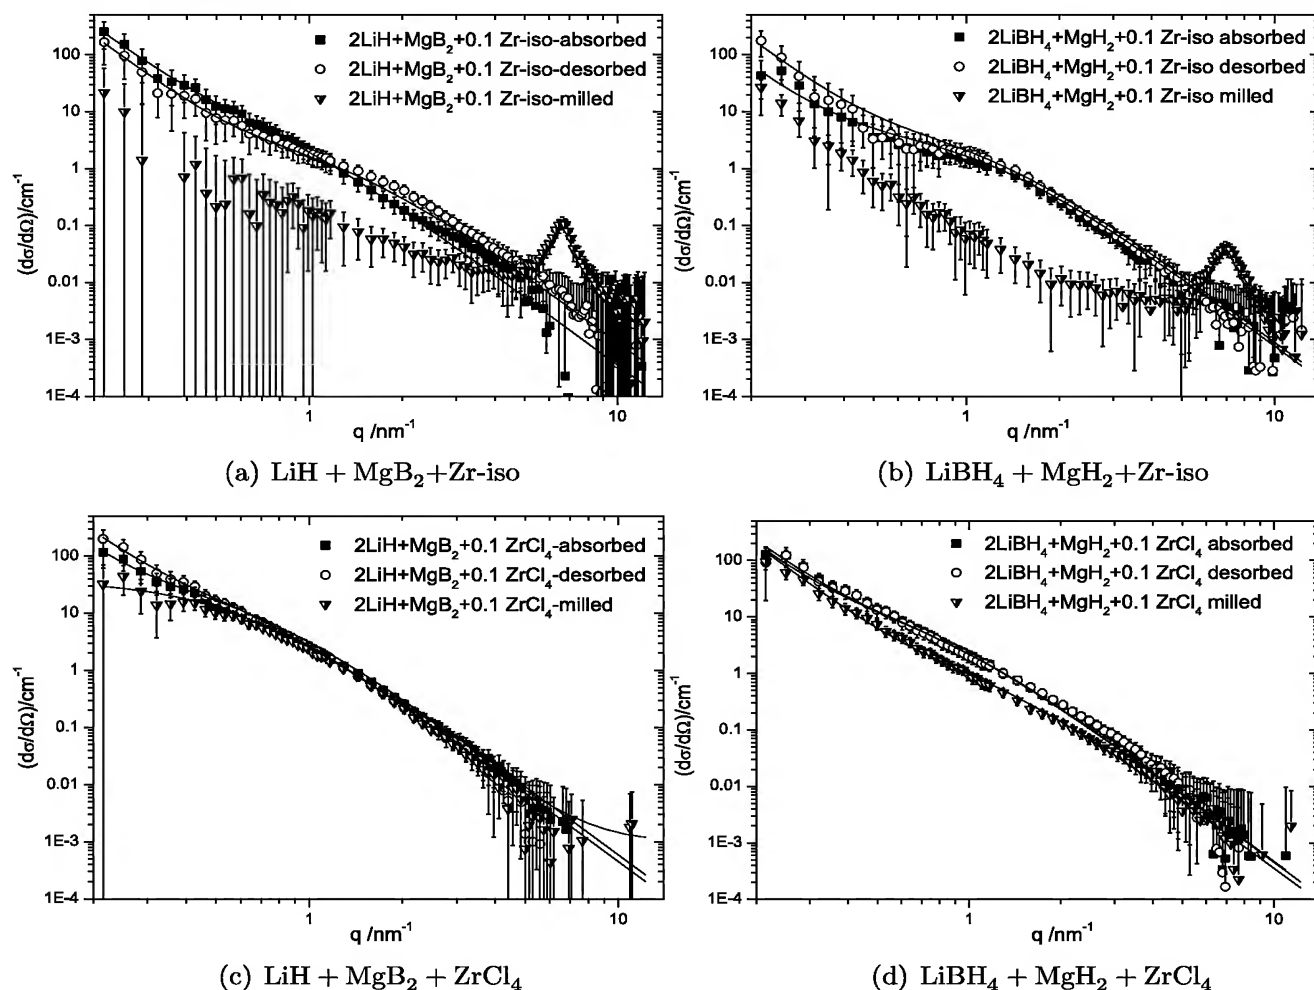 2LiH+MgB₂+0.1 Zr-iso-absorbed
2LiH+MgB₂+0.1 Zr-iso-desorbed
2LiH+MgB₂+0.1 Zr-iso-milled
100
10
1
0.1
0.01
1E-3
1E-4
(dσ/dΩ)/cm⁻¹
1
10
q /nm⁻¹
(a) LiH + MgB₂+Zr-iso
2LiBH₄+MgH₂+0.1 Zr-iso absorbed
2LiBH₄+MgH₂+0.1 Zr-iso desorbed
2LiBH₄+MgH₂+0.1 Zr-iso milled
100
10
1
0.1
0.01
1E-3
1E-4
(dσ/dΩ)/cm⁻¹
1
10
q /nm⁻¹
(b) LiBH₄ + MgH₂+Zr-iso
2LiH+MgB₂+0.1 ZrCl₄-absorbed
2LiH+MgB₂+0.1 ZrCl₄-desorbed
2LiH+MgB₂+0.1 ZrCl₄-milled
100
10
1
0.1
0.01
1E-3
1E-4
(dσ/dΩ)/cm⁻¹
1
10
q /nm⁻¹
(c) LiH + MgB₂ + ZrCl₄
2LiBH₄+MgH₂+0.1 ZrCl₄ absorbed
2LiBH₄+MgH₂+0.1 ZrCl₄ desorbed
2LiBH₄+MgH₂+0.1 ZrCl₄ milled
100
10
1
0.1
0.01
1E-3
1E-4
(dσ/dΩ)/cm⁻¹
1
10
q /nm⁻¹
(d) LiBH₄ + MgH₂ + ZrCl₄